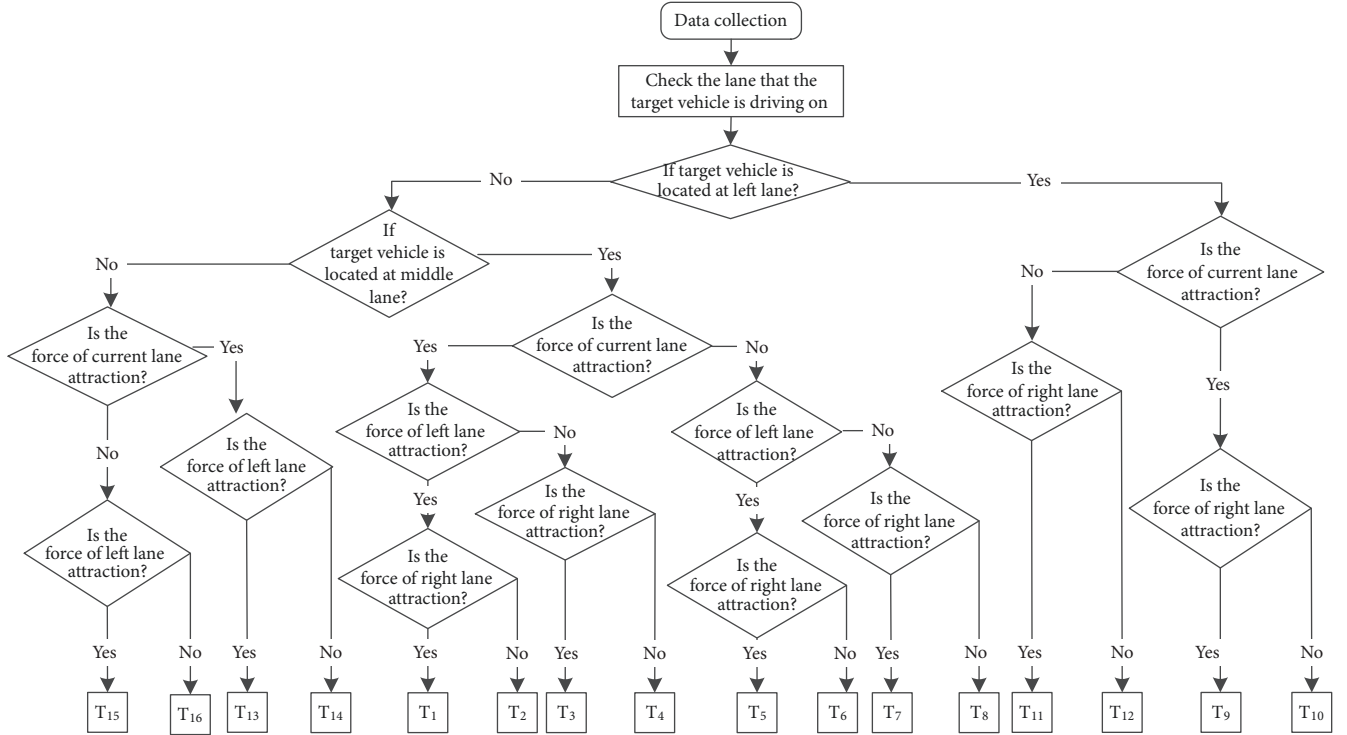 Data collection
Check the lane that the
target vehicle is driving on
If target vehicle is
located at left lane?
No
Yes
If
target vehicle is
located at middle
lane?
No
Yes
Is the
force of current lane
attraction?
No
Is the
force of current lane
attraction?
Yes
Is the
force of current lane
attraction?
Yes
No
Is the
force of right lane
attraction?
Yes
Is the
force of left lane
attraction?
No
Is the
force of left lane
attraction?
No
Is the
force of left lane
attraction?
No
Yes
Is the
force of right lane
attraction?
Yes
Is the
force of right lane
attraction?
Is the
force of right lane
attraction?
Is the
force of left lane
attraction?
Is the
force of right lane
attraction?
Is the
force of right lane
attraction?
Yes
No
Yes
No
Yes
No
Yes
No
Yes
No
Yes
No
Yes
No
Yes
No
T15
T16
T13
T14
T1
T2
T3
T4
T5
T6
T7
T8
T11
T12
T9
T10